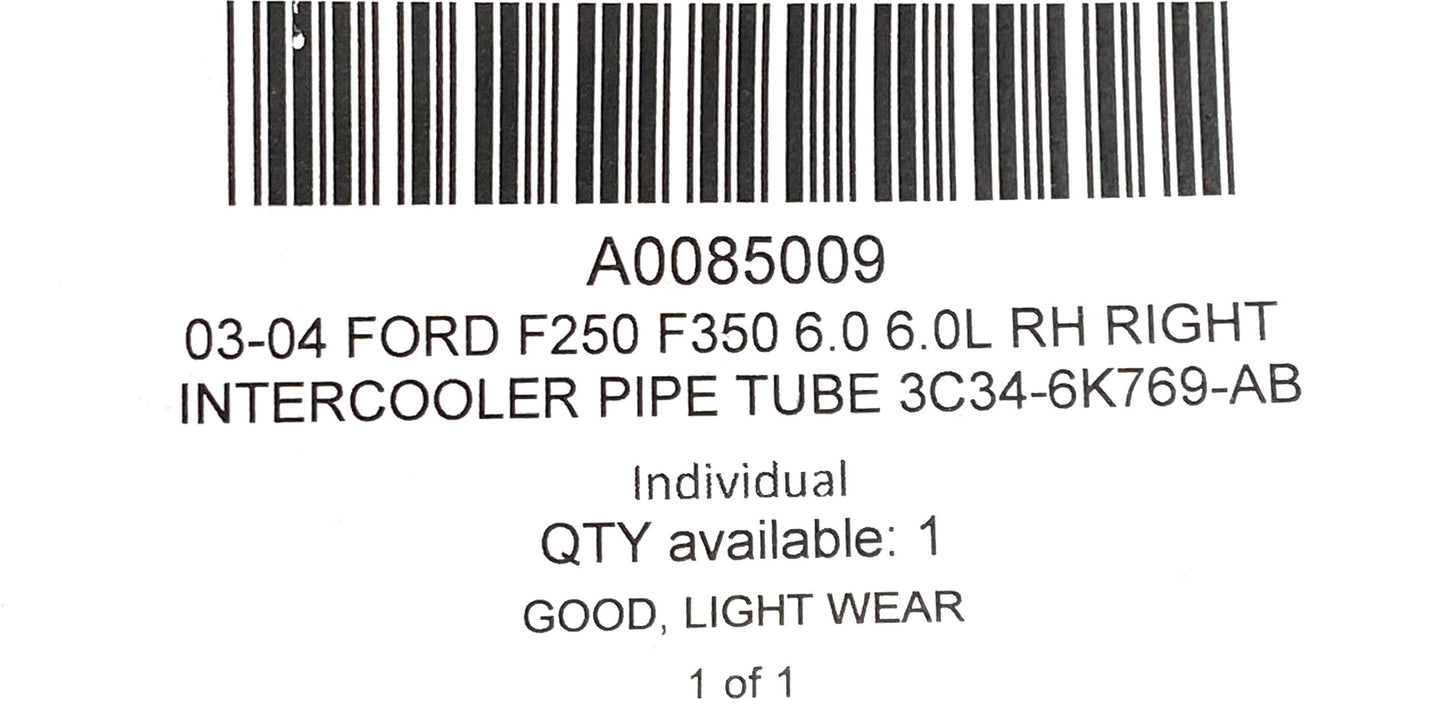 A0085009
03-04 FORD F250 F350 6.0 6.0L RH RIGHT
INTERCOOLER PIPE TUBE 3C34-6K769-AB
Individual
QTY available: 1
GOOD, LIGHT WEAR
1 of 1